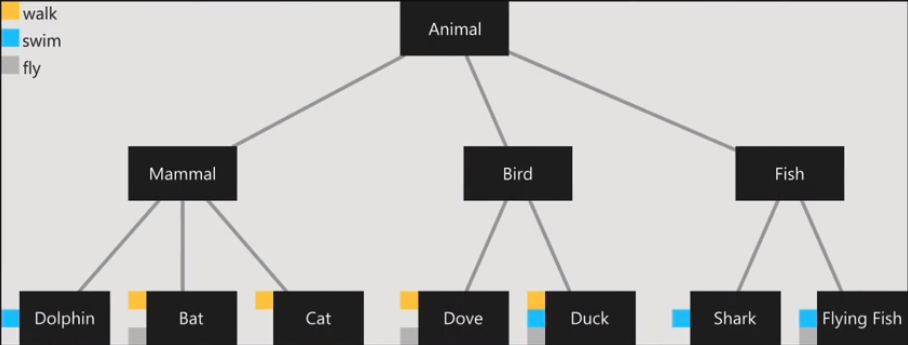 walk
swim
fly
Animal
Mammal
Bird
Fish
Dolphin
Bat
Cat
Dove
Duck
Shark
Flying Fish